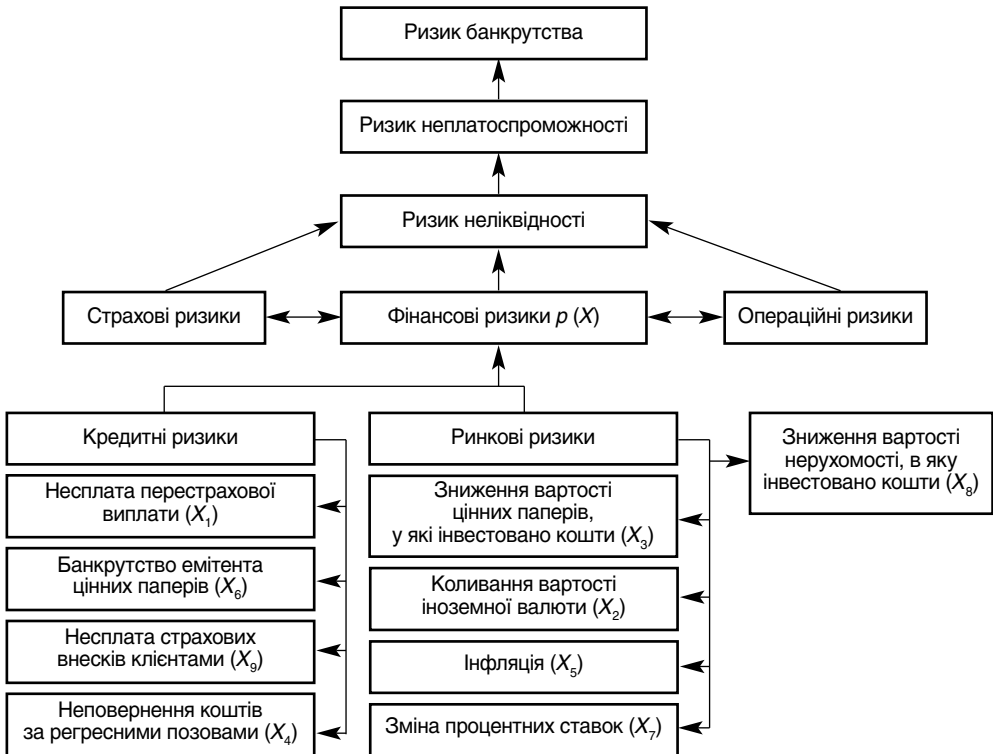 Ризик банкрутства
Ризик неплатоспроможності
Ризик неліквідності
Страхові ризики
Фінансові ризики p (X)
Операційні ризики
Кредитні ризики
Несплата перестрахової
виплати (X₁)
Банкрутство емітента
цінних паперів (X₆)
Несплата страхових
внесків клієнтами (X₉)
Неповернення коштів
за регресними позовами (X₄)
Ринкові ризики
Зниження вартості
цінних паперів,
у які інвестовано кошти (X₃)
Коливання вартості
іноземної валюти (X₂)
Інфляція (X₅)
Зміна процентних ставок (X₇)
Зниження вартості
нерухомості, в яку
інвестовано кошти (X₈)